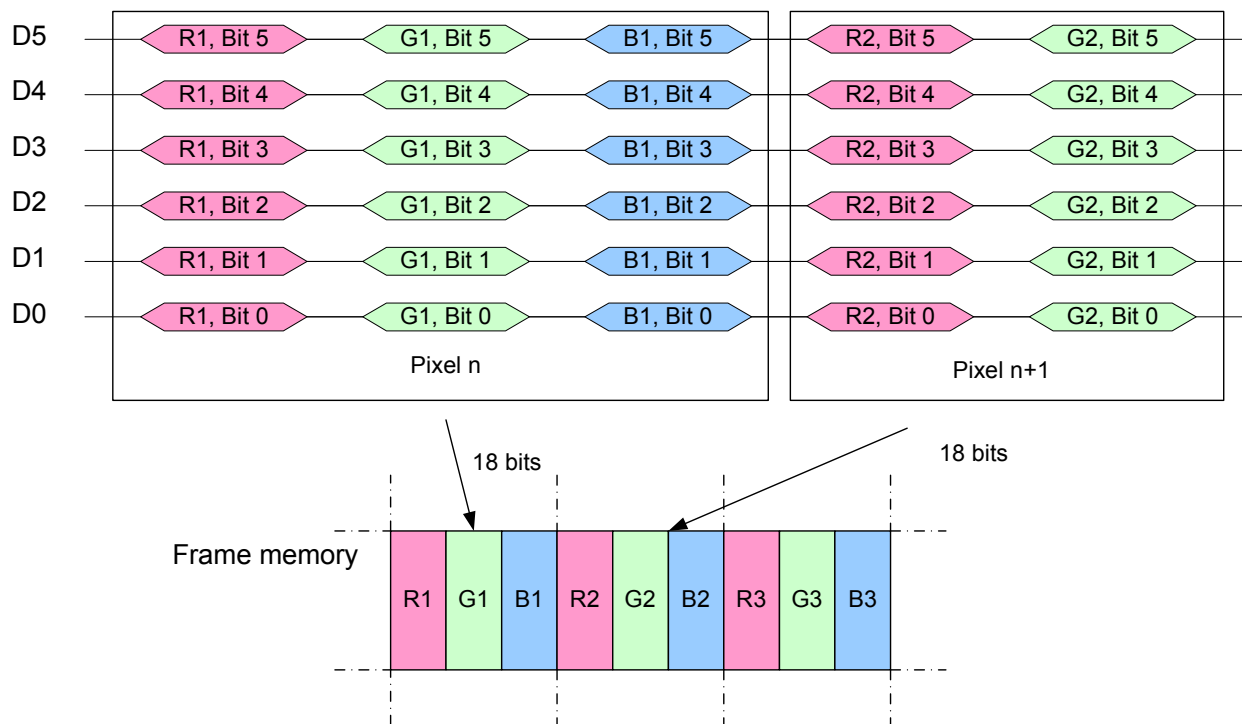 D5 R1, Bit 5 G1, Bit 5 B1, Bit 5 R2, Bit 5 G2, Bit 5
D4 R1, Bit 4 G1, Bit 4 B1, Bit 4 R2, Bit 4 G2, Bit 4
D3 R1, Bit 3 G1, Bit 3 B1, Bit 3 R2, Bit 3 G2, Bit 3
D2 R1, Bit 2 G1, Bit 2 B1, Bit 2 R2, Bit 2 G2, Bit 2
D1 R1, Bit 1 G1, Bit 1 B1, Bit 1 R2, Bit 1 G2, Bit 1
D0 R1, Bit 0 G1, Bit 0 B1, Bit 0 R2, Bit 0 G2, Bit 0
Pixel n Pixel n+1
18 bits 18 bits
Frame memory
R1 G1 B1 R2 G2 B2 R3 G3 B3